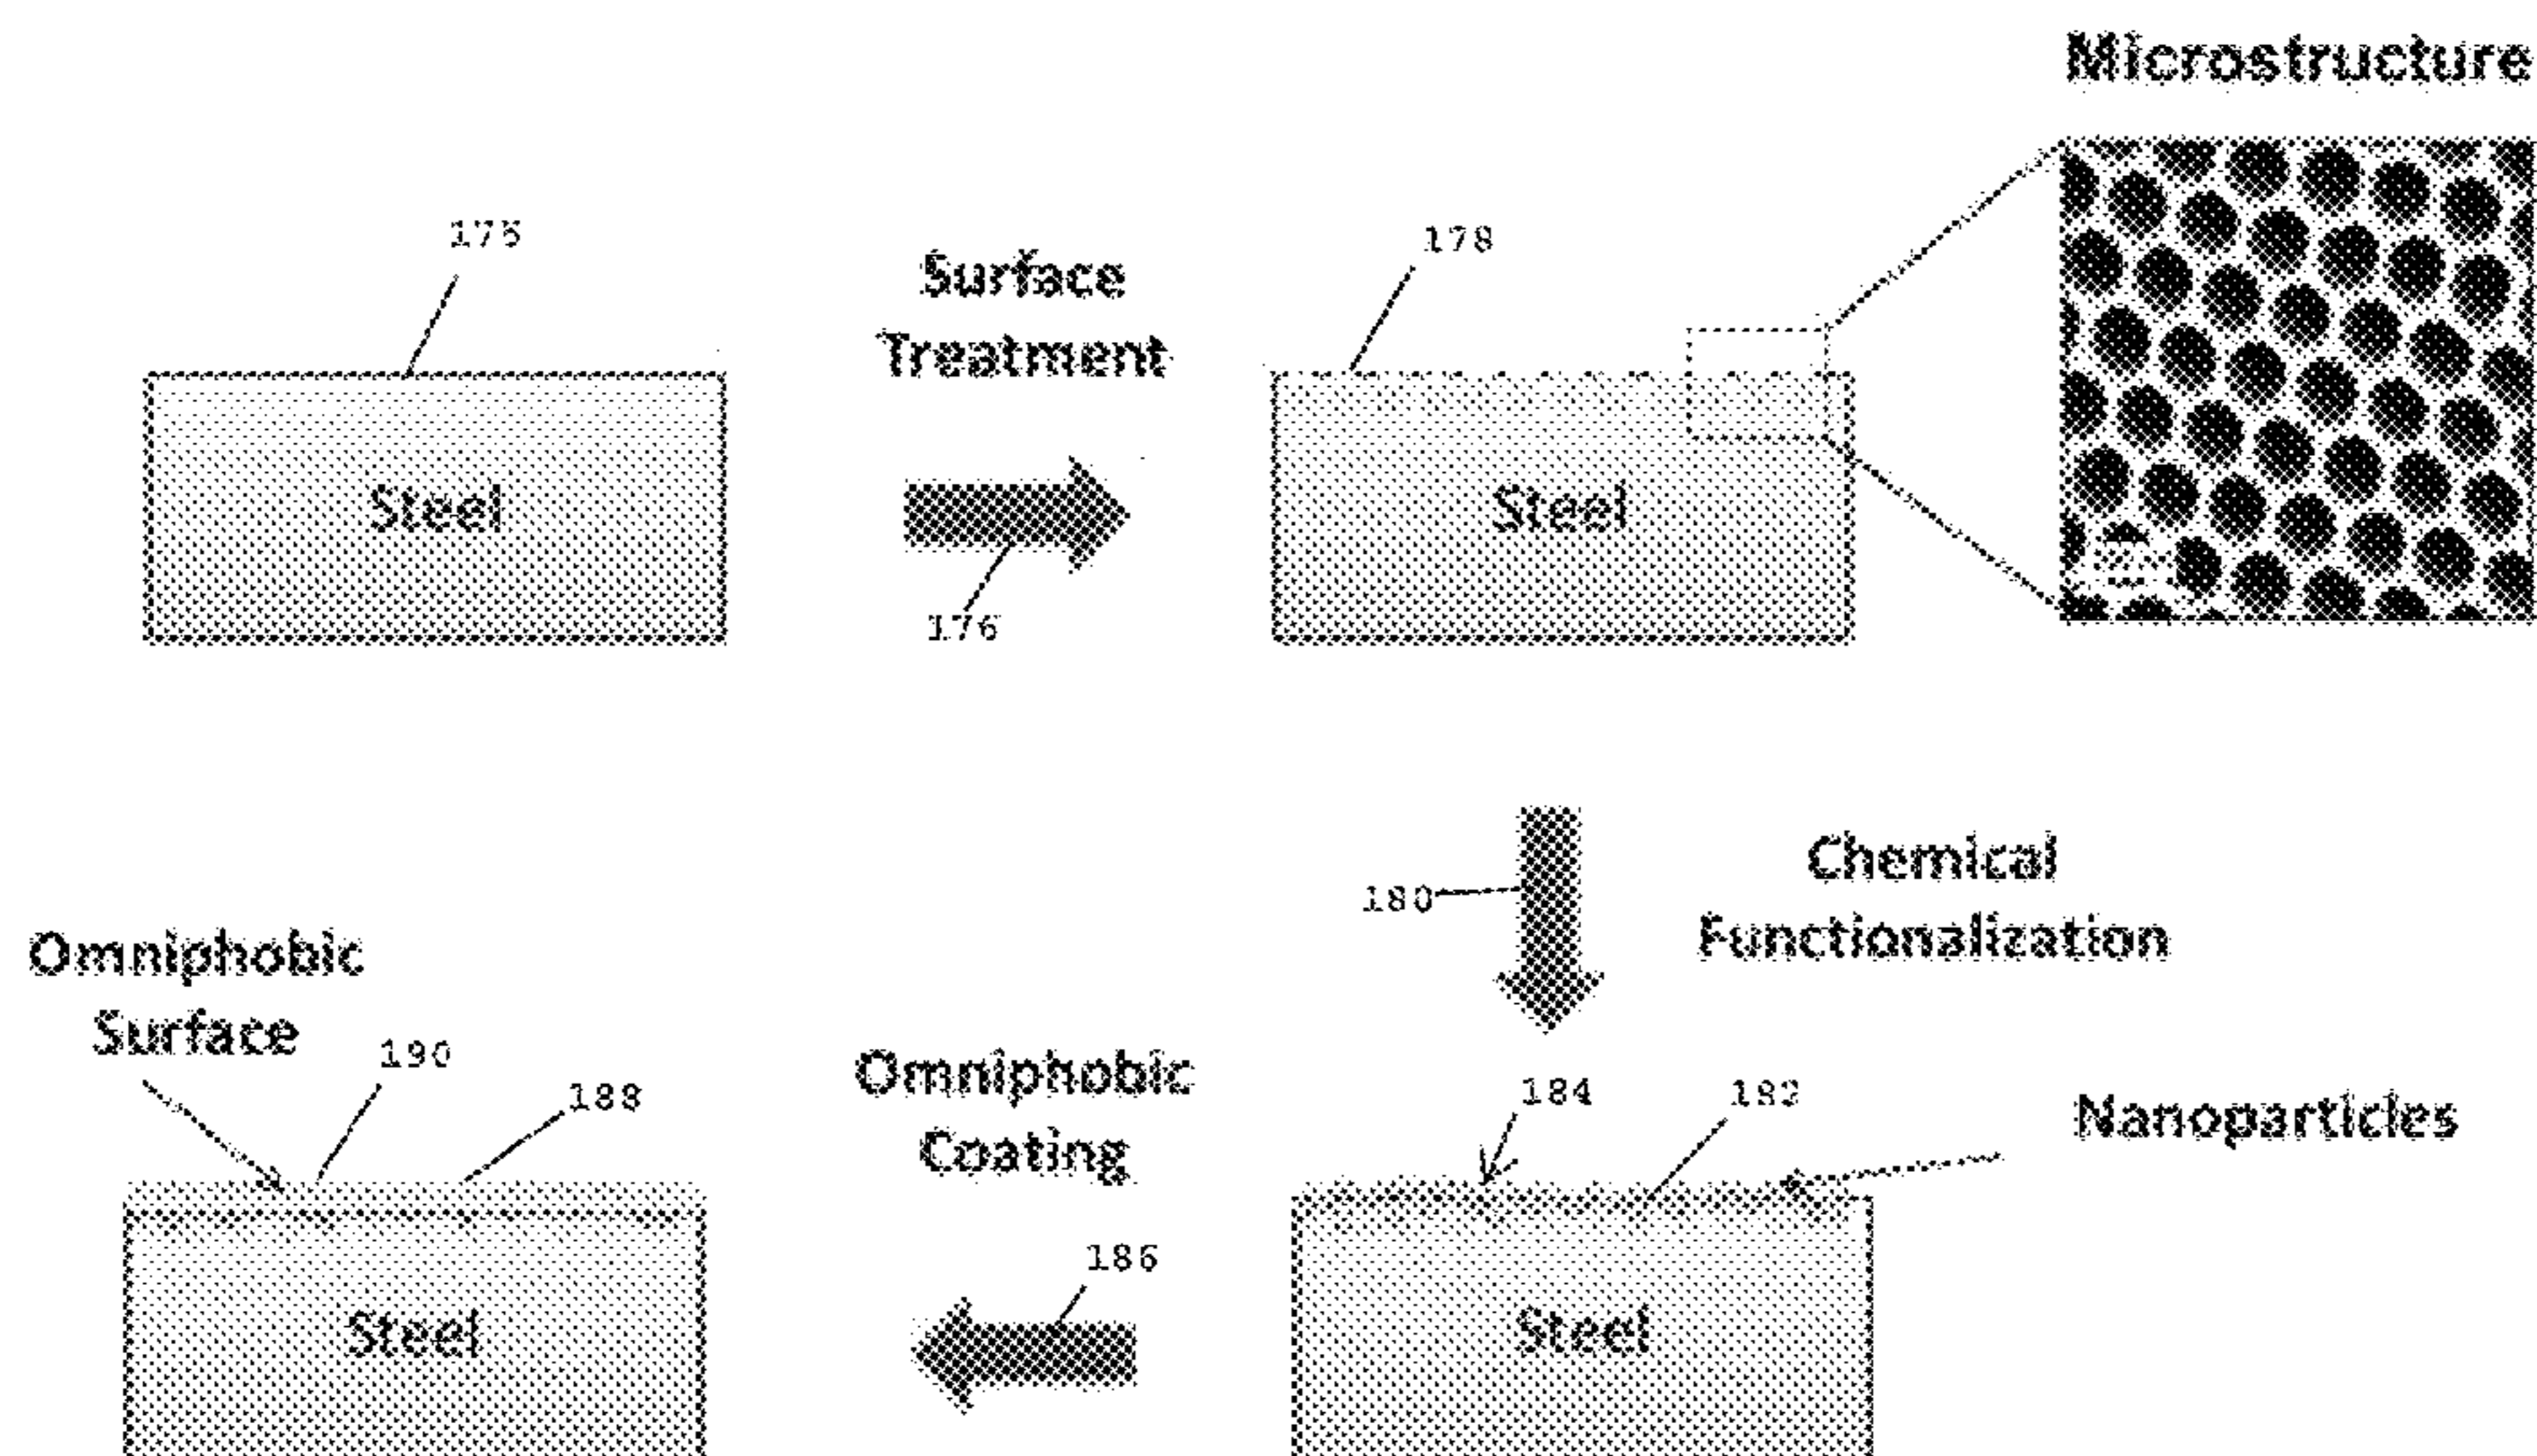 Microstructure
175
Surface
Treatment
178
Steel
Steel
176
180
Chemical
Functionalization
Omniphobic
Surface
190
188
Omniphobic
Coating
184
182
Nanoparticles
186
Steel
Steel